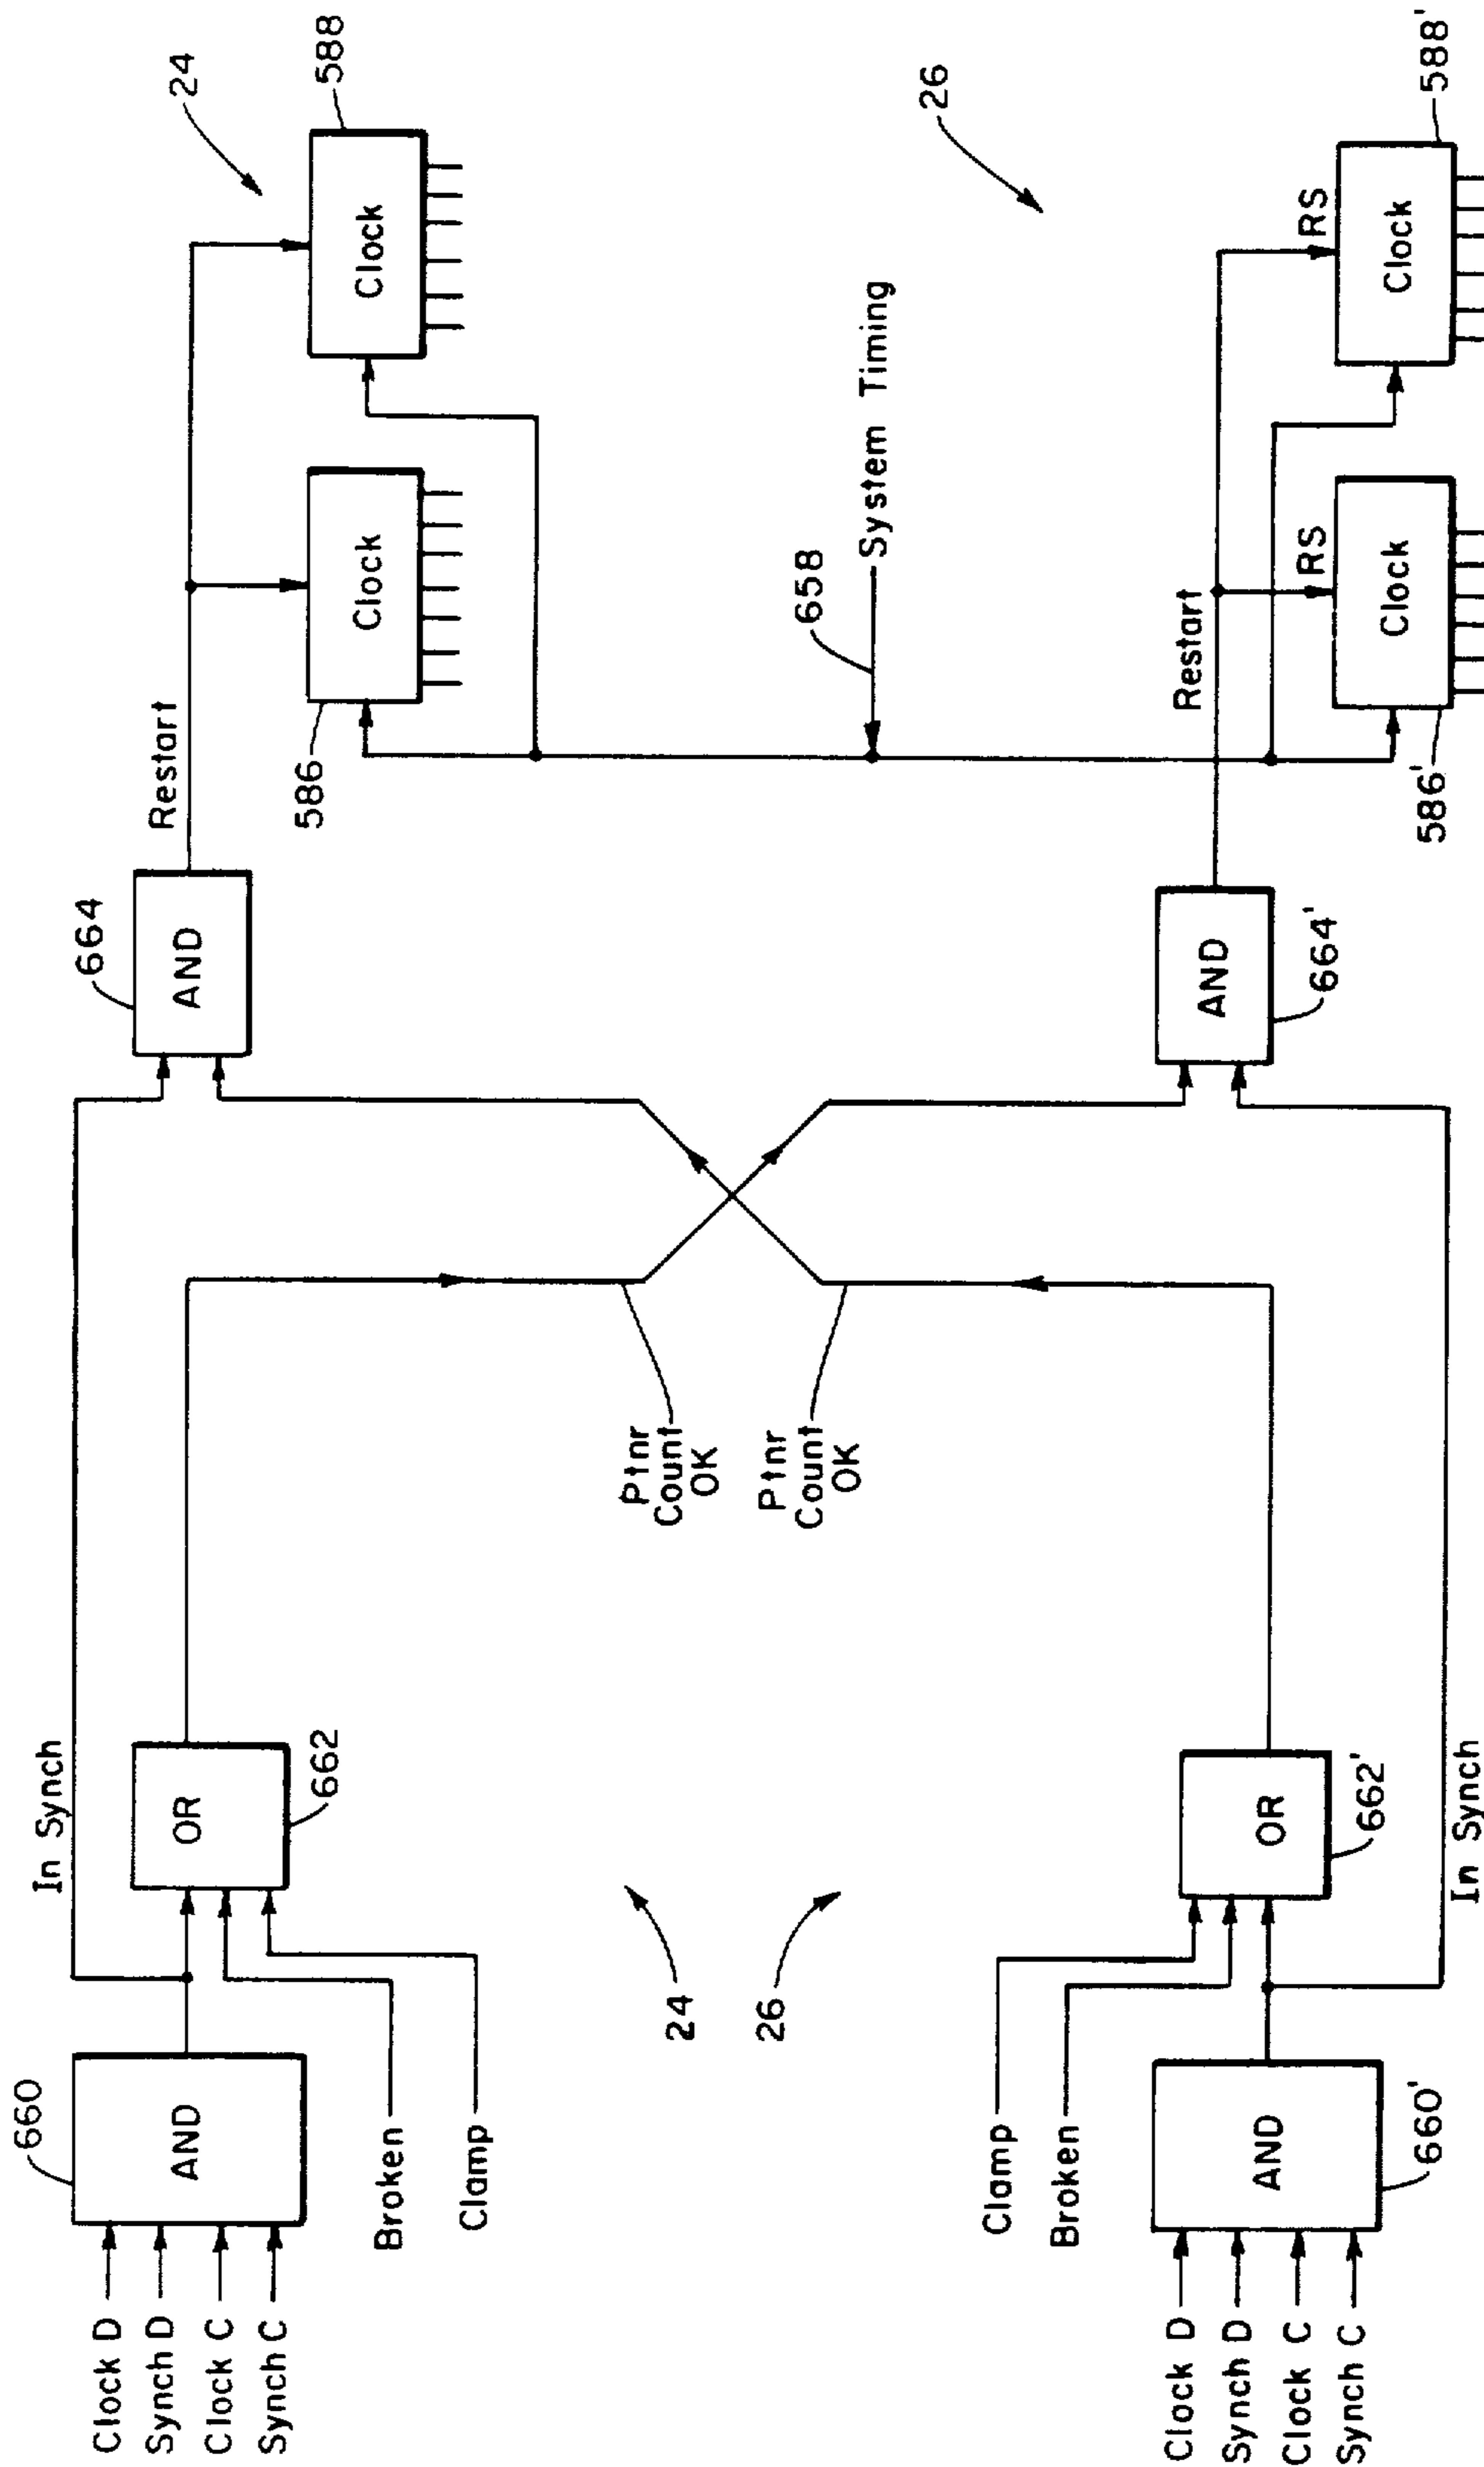 660
Clock D
Synch D
Clock C
Synch C
AND
Broken
Clamp
In Synch
OR
662
664
AND
Restart
24
586
Clock
Clock
588
24
26
Ptnr
Count
OK
Ptnr
Count
OK
658
System Timing
26
Clamp
Broken
Clock D
Synch D
Clock C
Synch C
AND
660'
OR
662'
In Synch
AND
664'
Restart
RS
RS
Clock
Clock
586'
588'